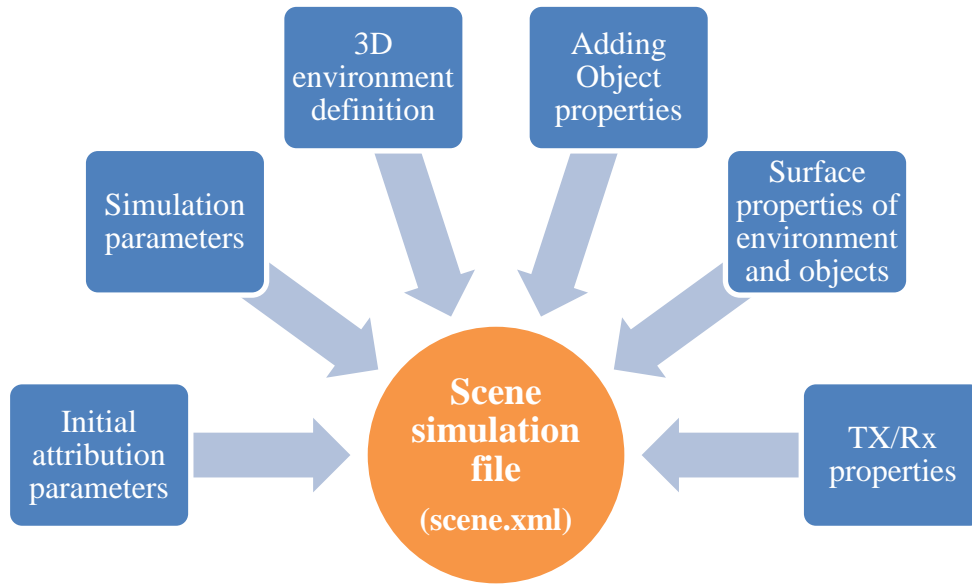 3D
environment
definition
Adding
Object
properties
Simulation
parameters
Surface
properties of
environment
and objects
Initial
attribution
parameters
Scene
simulation
file
(scene.xml)
TX/Rx
properties